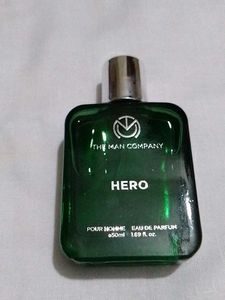 THE MAN COMPANY
HERO
POUR HOMME EAU DE PARFUM
e50ml 1.69 fl. oz.